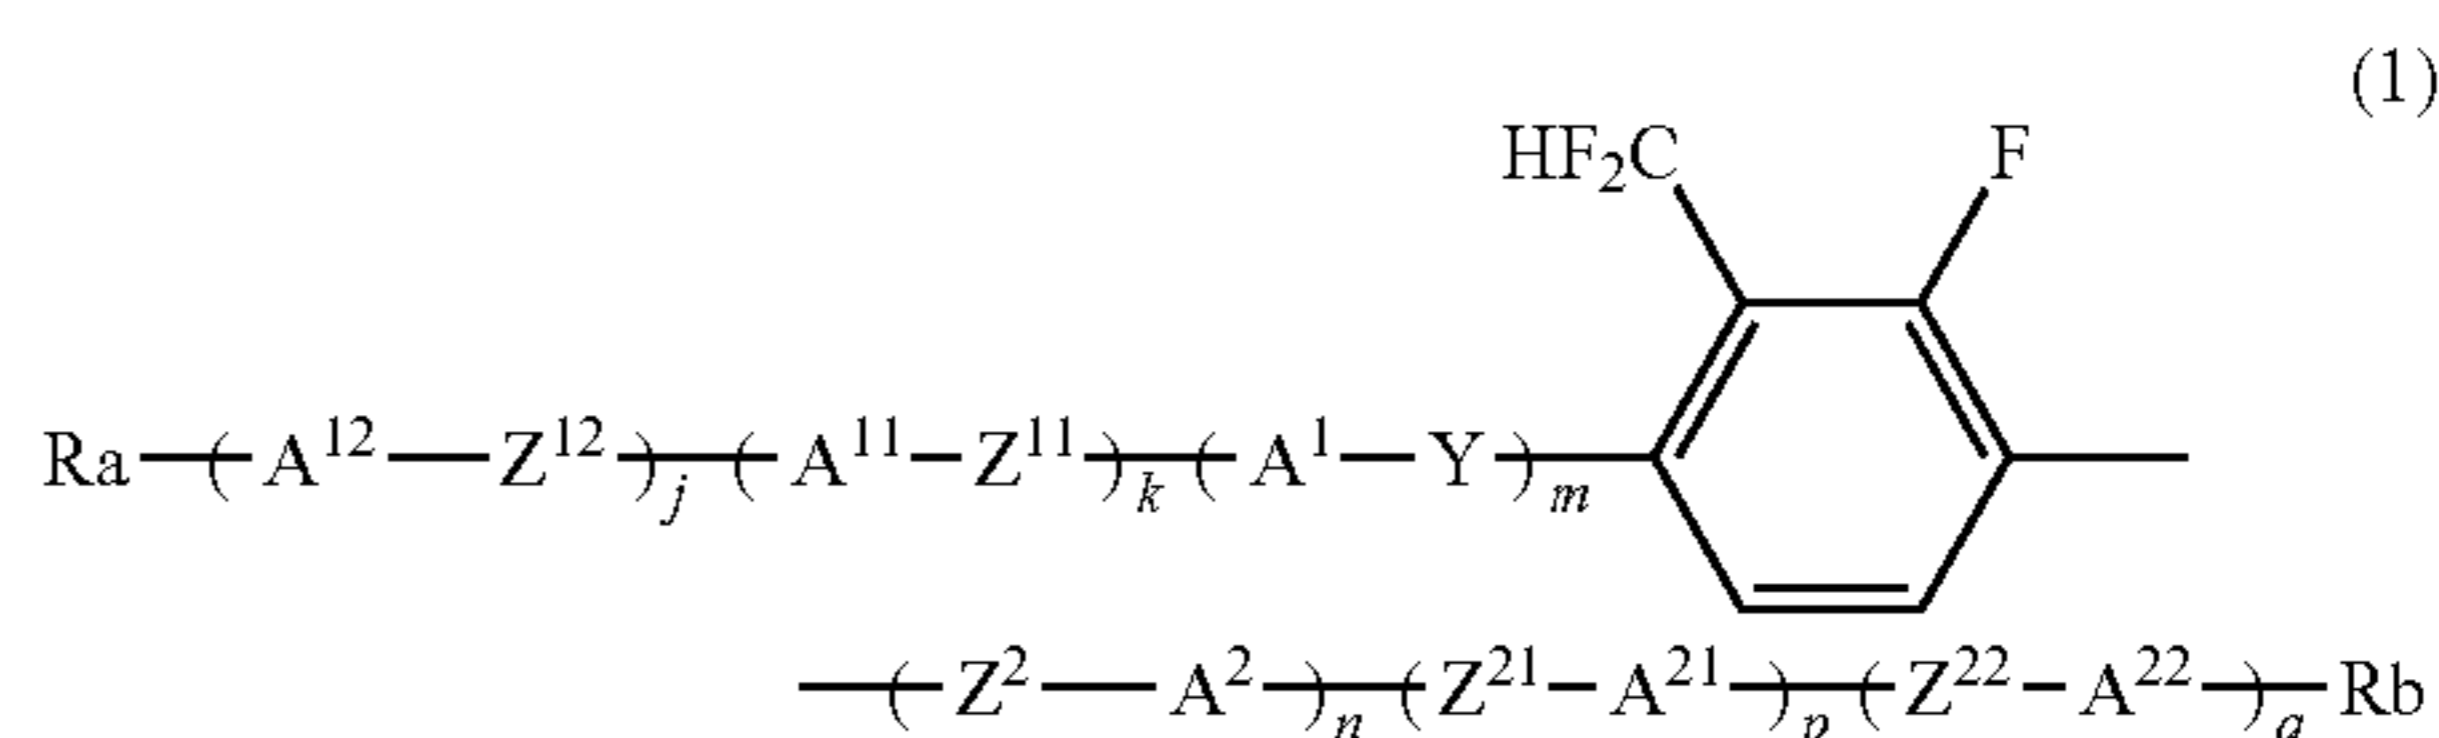 (1)
HF₂C F
Ra—(A¹²—Z¹²)ⱼ—(A¹¹—Z¹¹)ₖ—(A¹—Y)ₘ—
—(Z²—A²)ₙ—(Z²¹—A²¹)ₚ—(Z²²—A²²)q—Rb